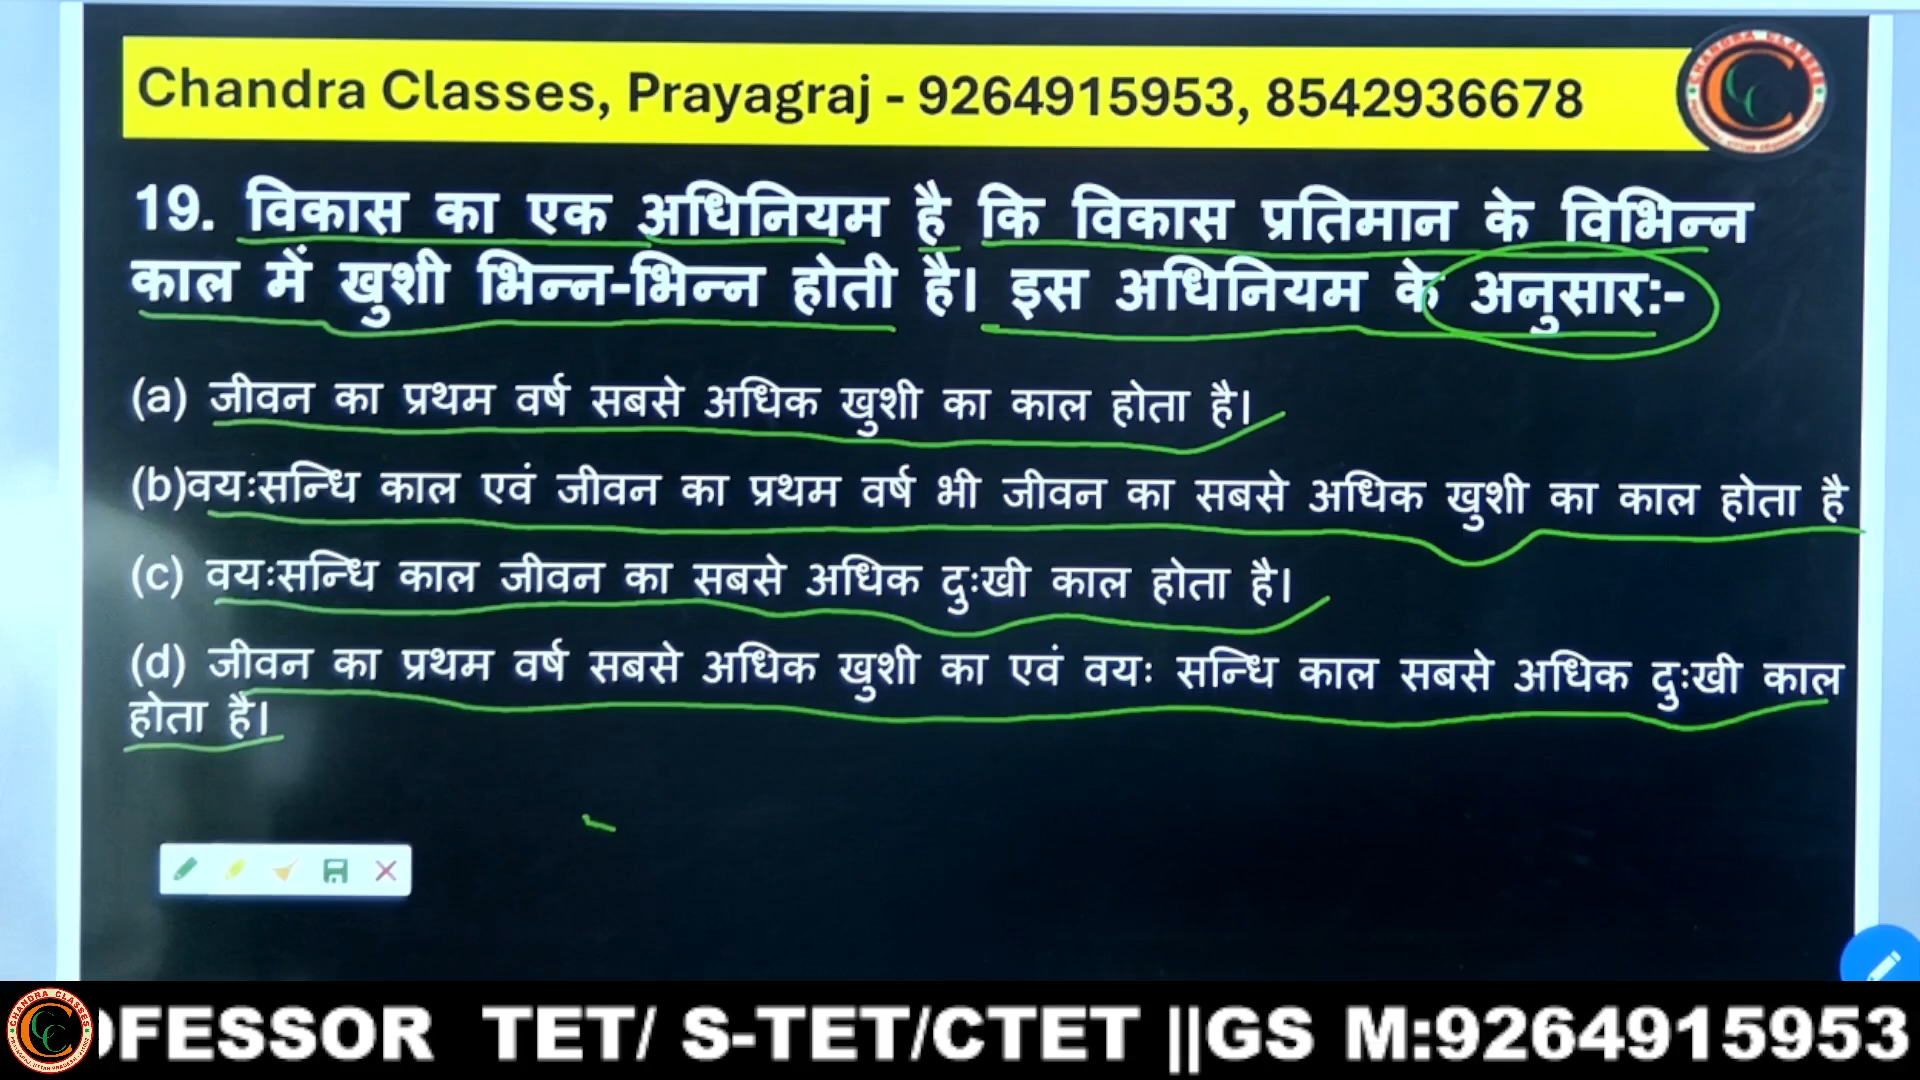 Chandra Classes, Prayagraj - 9264915953, 8542936678
19. विकास का एक अधिनियम है कि विकास प्रतिमान के विभिन्न
काल में खुशी भिन्न-भिन्न होती है। इस अधिनियम के अनुसार:-
(a) जीवन का प्रथम वर्ष सबसे अधिक खुशी का काल होता है।
(b)वयःसन्धि काल एवं जीवन का प्रथम वर्ष भी जीवन का सबसे अधिक खुशी का काल होता है
(c) वयःसन्धि काल जीवन का सबसे अधिक दुःखी काल होता है।
(d) जीवन का प्रथम वर्ष सबसे अधिक खुशी का एवं वयः सन्धि काल सबसे अधिक दुःखी काल
होता है।
OFESSOR TET/ S-TET/CTET ||GS M:9264915953